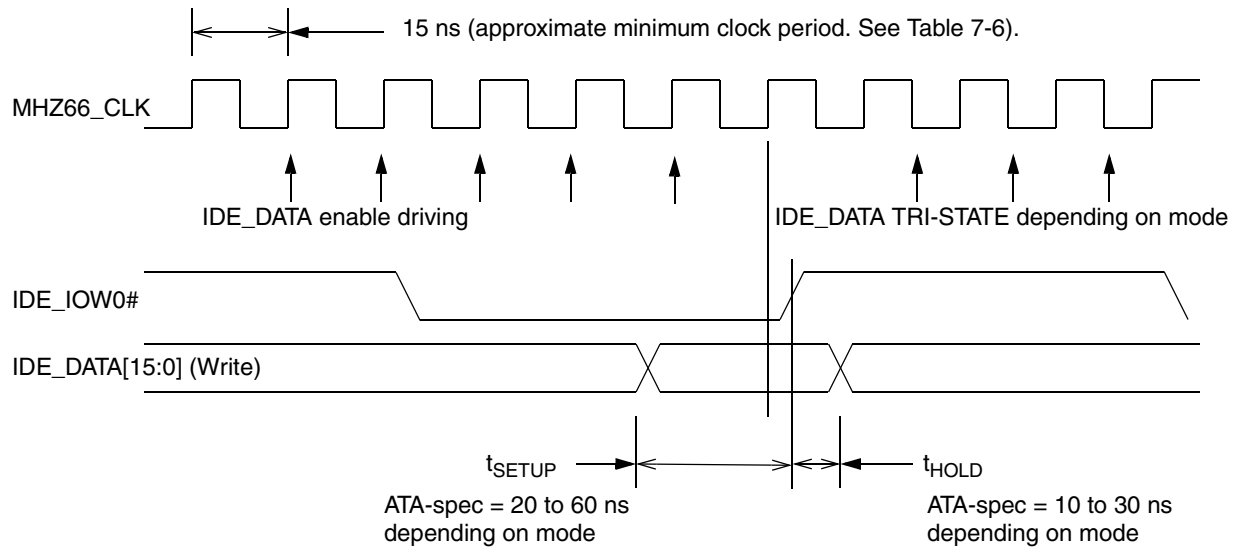 15 ns (approximate minimum clock period. See Table 7-6).
MHZ66_CLK
IDE_DATA enable driving
IDE_DATA TRI-STATE depending on mode
IDE_IOW0#
IDE_DATA[15:0] (Write)
tSETUP
tHOLD
ATA-spec = 20 to 60 ns
depending on mode
ATA-spec = 10 to 30 ns
depending on mode